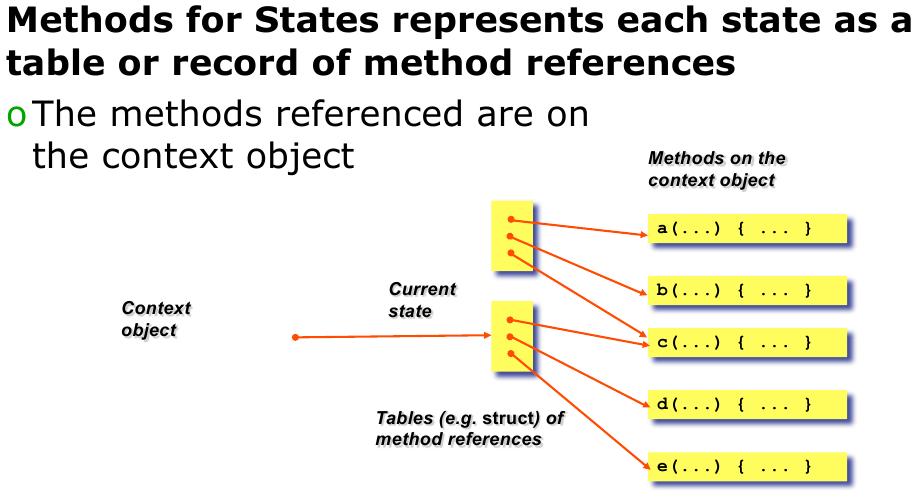 Methods for States represents each state as a
table or record of method references
o The methods referenced are on
the context object
Methods on the
context object
a(...) { ... }
b(...) { ... }
Current
state
Context
object
c(...) { ... }
d(...) { ... }
Tables (e.g. struct) of
method references
e(...) { ... }